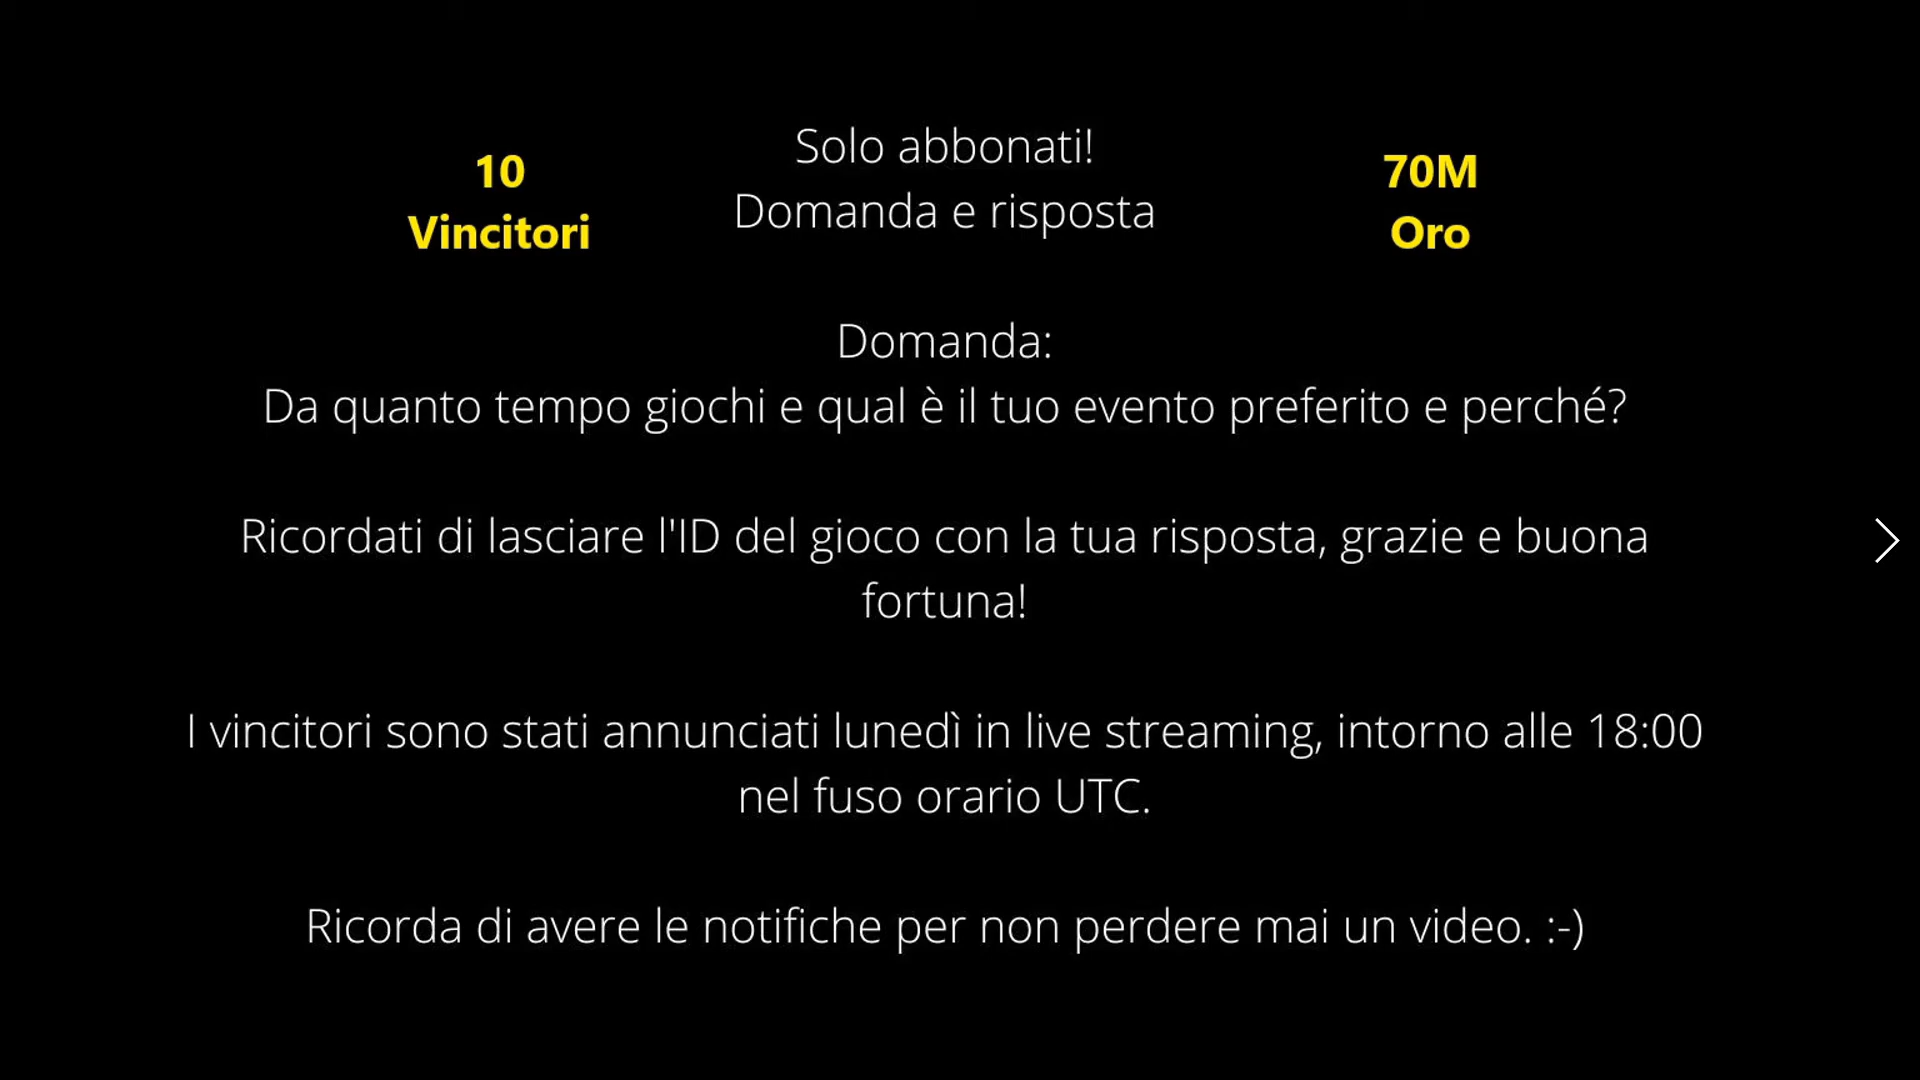 10
Vincitori
Solo abbonati!
Domanda e risposta
70M
Oro
Domanda:
Da quanto tempo giochi e qual è il tuo evento preferito e perché?
Ricordati di lasciare l'ID del gioco con la tua risposta, grazie e buona
fortuna!
I vincitori sono stati annunciati lunedì in live streaming, intorno alle 18:00
nel fuso orario UTC.
Ricorda di avere le notifiche per non perdere mai un video. :-)